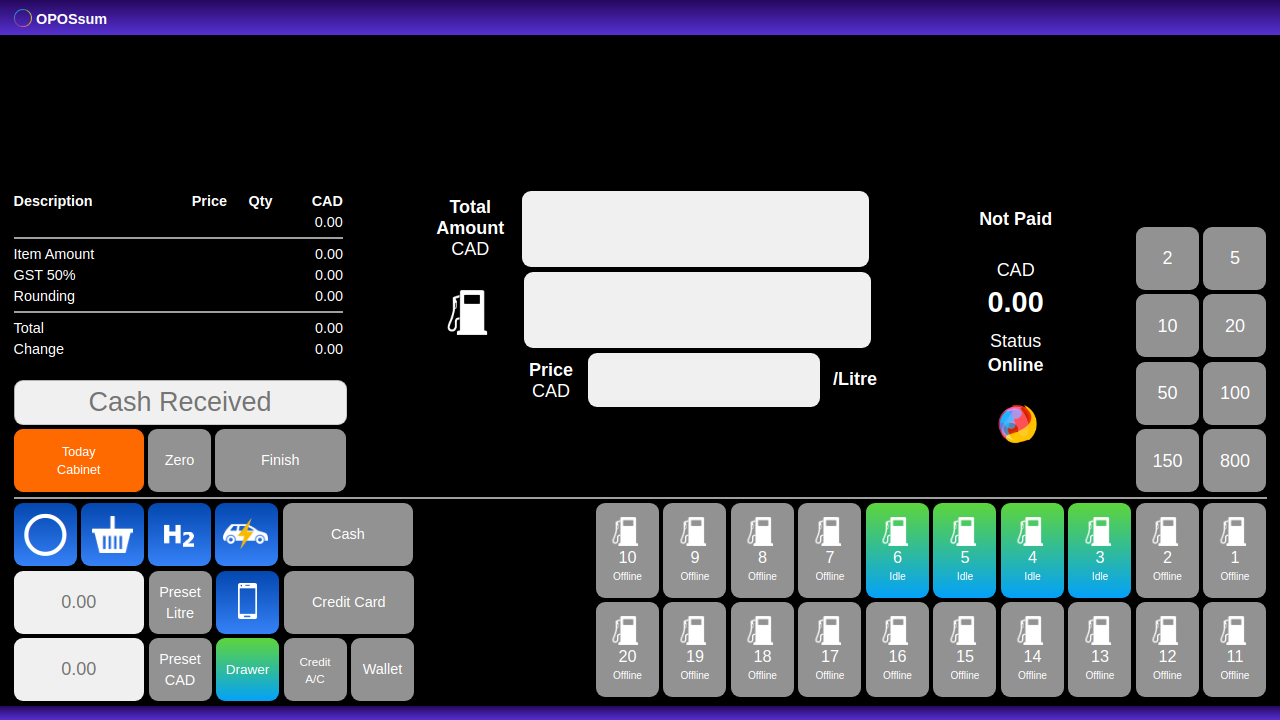 OPOSsum
Description Price Qty CAD
0.00
Item Amount 0.00
GST 50% 0.00
Rounding 0.00
Total 0.00
Change 0.00
Cash Received
Today
Cabinet
Zero
Finish
Total
Amount
CAD
Price
CAD
/Litre
Not Paid
CAD
0.00
Status
Online
2 5
10 20
50 100
150 800
H2
Cash
0.00
Preset
Litre
Credit Card
0.00
Preset
CAD
Drawer
Credit
A/C
Wallet
10 9 8 7 6 5 4 3 2 1
Offline Offline Offline Offline Idle Idle Idle Idle Offline Offline
20 19 18 17 16 15 14 13 12 11
Offline Offline Offline Offline Offline Offline Offline Offline Offline Offline